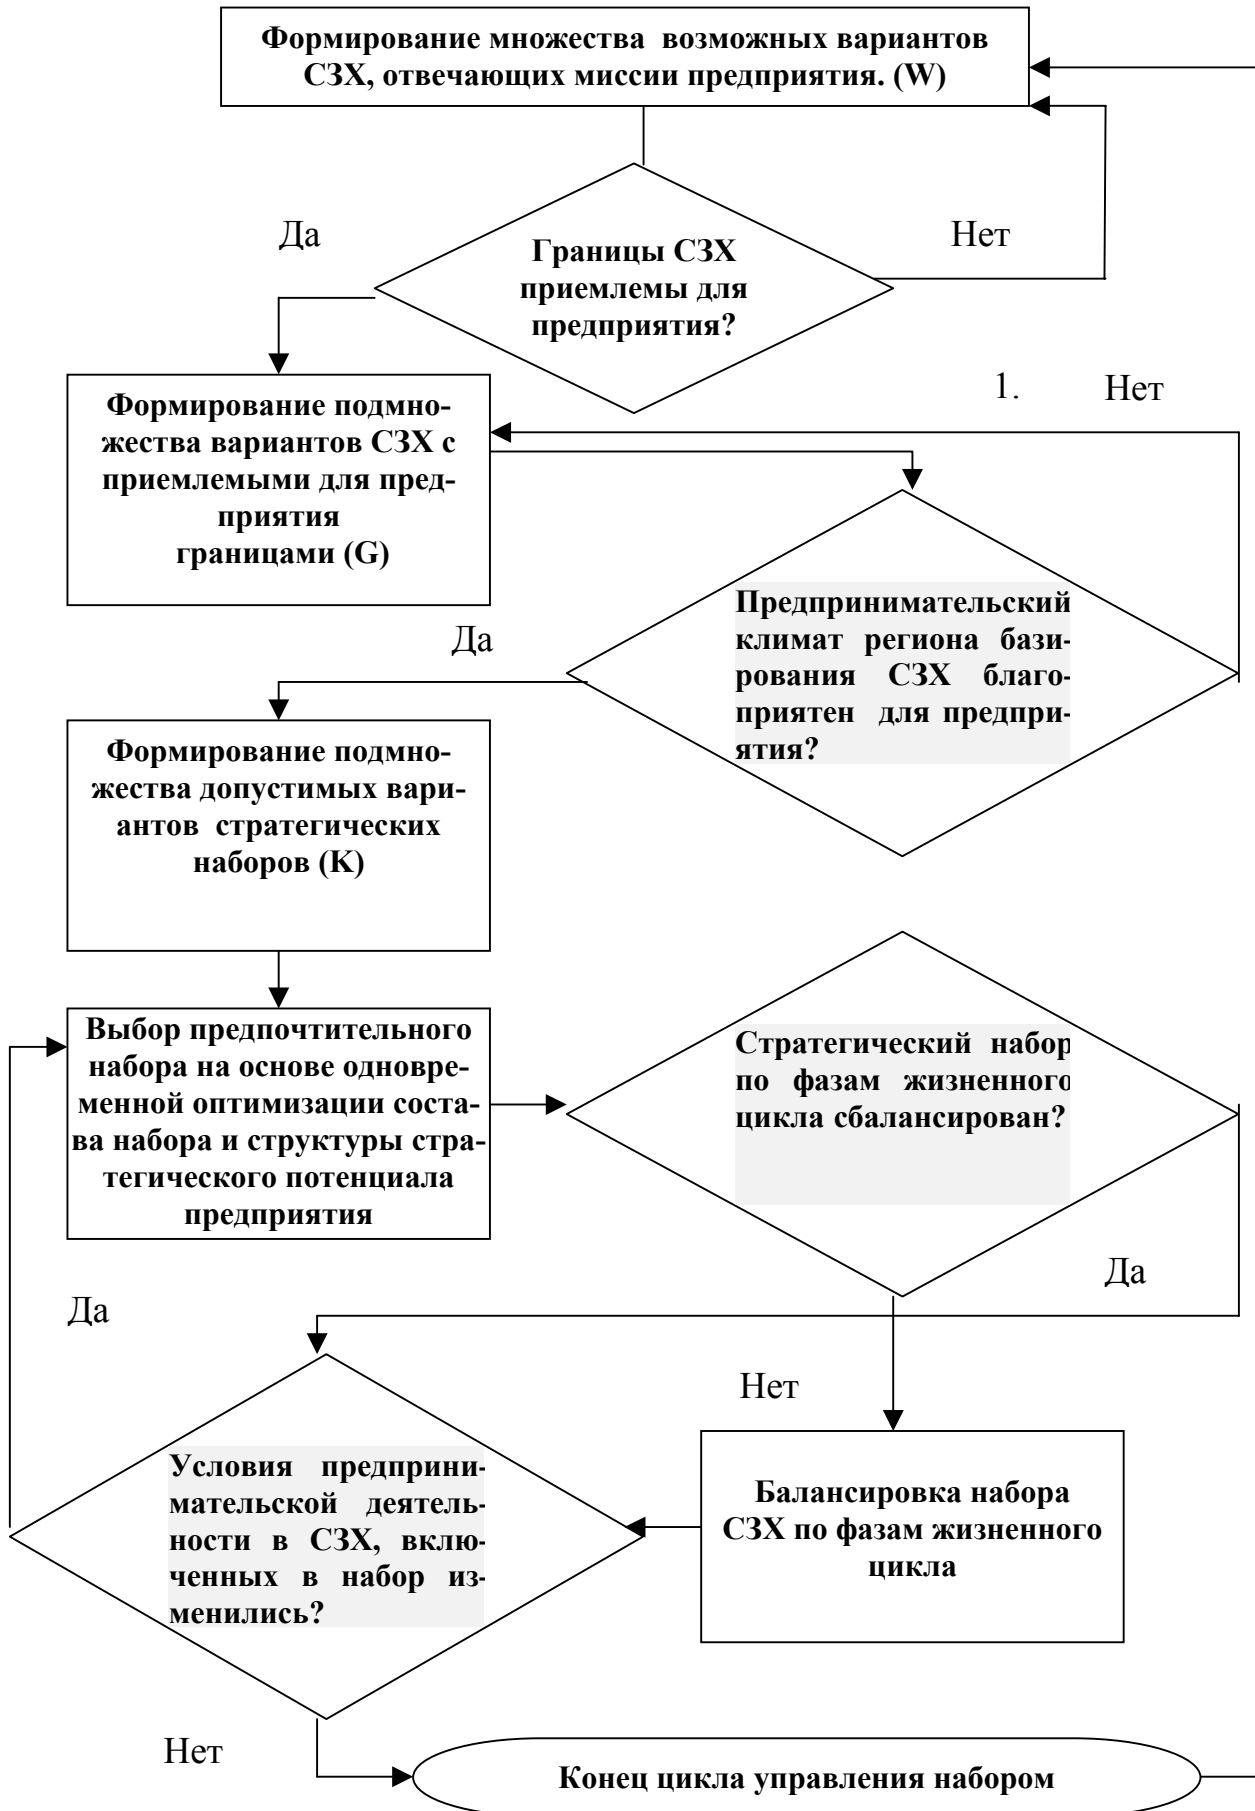 Формирование множества возможных вариантов
СЗХ, отвечающих миссии предприятия. (W)
Да
Нет
Границы СЗХ
приемлемы для
предприятия?
1. Нет
Формирование подмно-
жества вариантов СЗХ с
приемлемыми для пред-
приятия
границами (G)
Предпринимательский
климат региона бази-
рования СЗХ благо-
приятен для предпри-
ятия?
Да
Формирование подмно-
жества допустимых вари-
антов стратегических
наборов (K)
Выбор предпочтительного
набора на основе одновре-
менной оптимизации соста-
ва набора и структуры стра-
тегического потенциала
предприятия
Стратегический набор
по фазам жизненного
цикла сбалансирован?
Да
Да
Нет
Условия предприни-
мательской деятель-
ности в СЗХ, вклю-
ченных в набор из-
менились?
Балансировка набора
СЗХ по фазам жизненного
цикла
Нет
Конец цикла управления набором